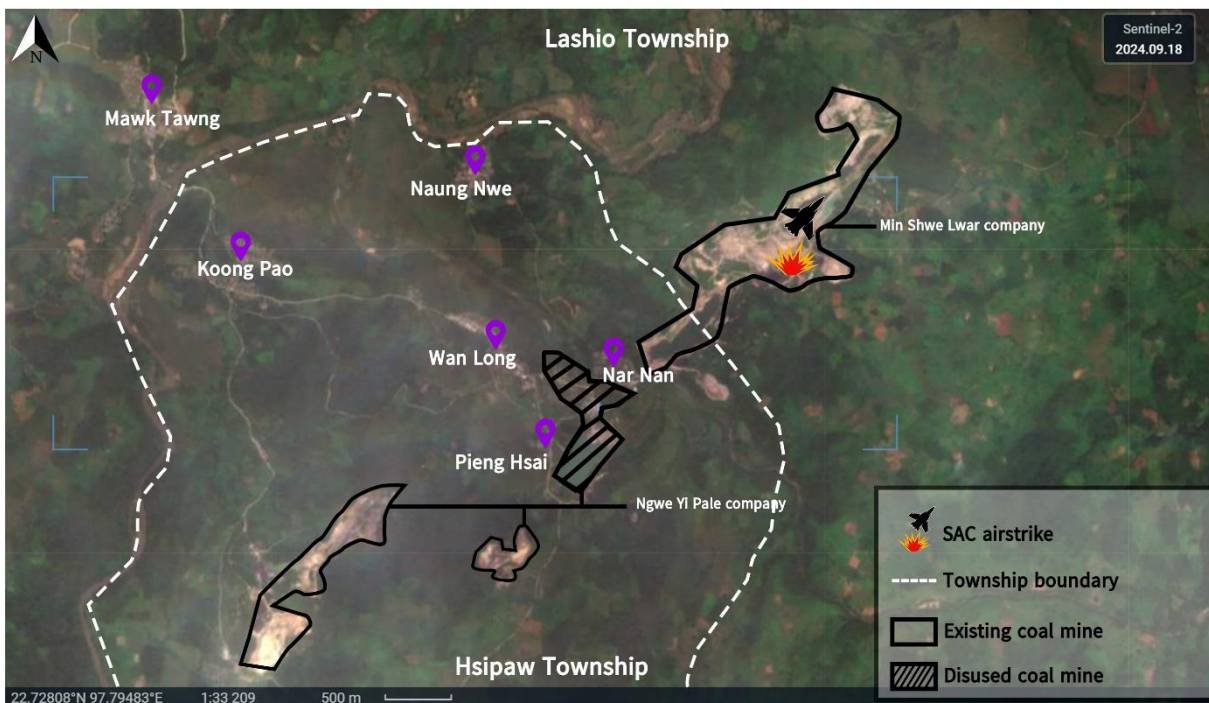 N
Lashio Township
Sentinel-2
2024.09.18
Mawk Tawng
Naung Nwe
Min Shwe Lwar company
Koong Pao
Wan Long
Nar Nan
Pieng Hsai
Ngwe Yi Pale company
SAC airstrike
Township boundary
Existing coal mine
Disused coal mine
Hsipaw Township
22.72808°N 97.79483°E 1:33 209 500 m